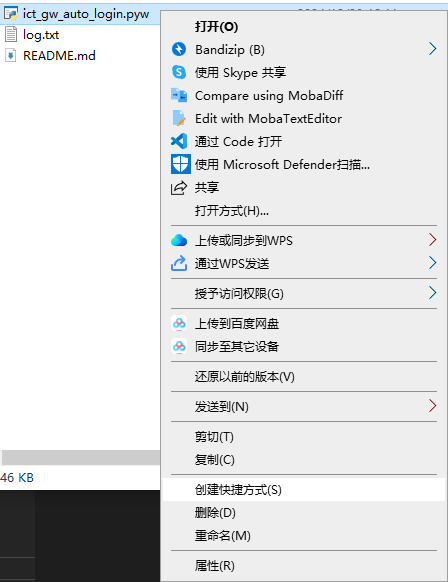 ict_gw_auto_login.pyw
log.txt
README.md
46 KB
打开(O)
Bandizip (B)
使用 Skype 共享
Compare using MobaDiff
Edit with MobaTextEditor
通过 Code 打开
使用 Microsoft Defender扫描...
共享
打开方式(H)...
上传或同步到WPS
通过WPS发送
授予访问权限(G)
上传到百度网盘
同步至其它设备
还原以前的版本(V)
发送到(N)
剪切(T)
复制(C)
创建快捷方式(S)
删除(D)
重命名(M)
属性(R)